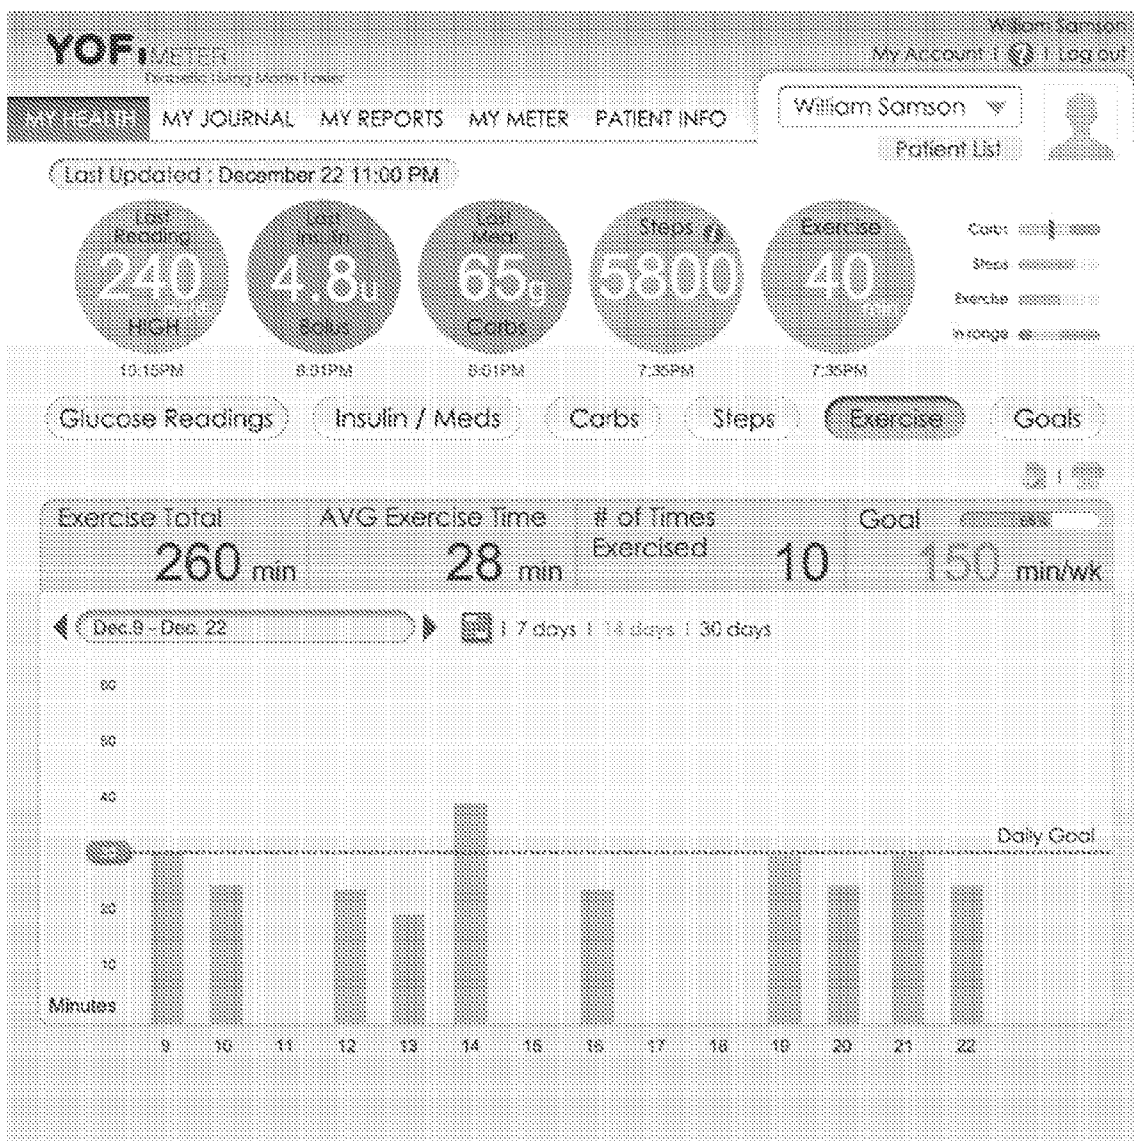 William Samson
YOFiMETER
My Account | ? | Log out
Diabetic Living Made Easier
MY HEALTH MY JOURNAL MY REPORTS MY METER PATIENT INFO
William Samson
Patient List
Last Updated : December 22 11:00 PM
Last Reading 240 HIGH
Last Insulin 4.8u Bolus
Last Meal 65g Carbs
Steps 5800
Exercise 40 min
Carbs
Steps
Exercise
In range
10:15PM 8:01PM 8:01PM 7:35PM 7:35PM
Glucose Readings Insulin / Meds Carbs Steps Exercise Goals
Exercise Total 260 min
AVG Exercise Time 28 min
# of Times Exercised 10
Goal 150 min/wk
Dec.9 - Dec. 22
| 7 days | 14 days | 30 days
60
50
40
Daily Goal
20
10
Minutes
9 10 11 12 13 14 15 16 17 18 19 20 21 22